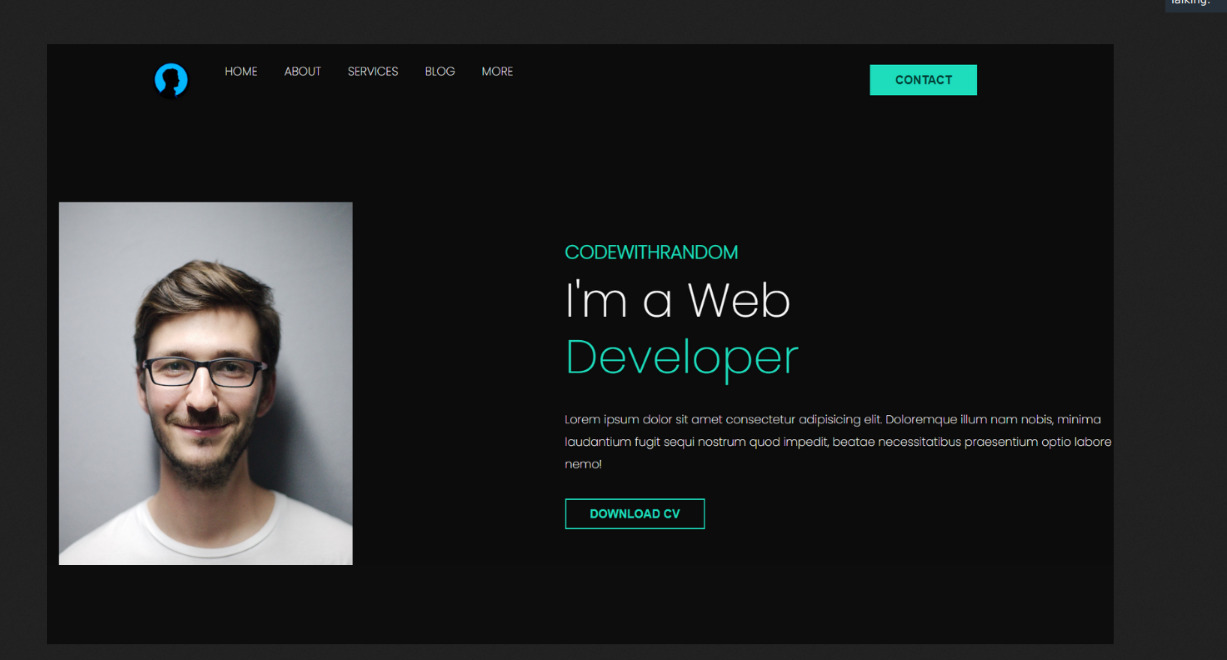 Talking:
HOME ABOUT SERVICES BLOG MORE CONTACT
CODEWITHRANDOM
I'm a Web
Developer
Lorem ipsum dolor sit amet consectetur adipisicing elit. Doloremque illum nam nobis, minima
laudantium fugit sequi nostrum quod impedit, beatae necessitatibus praesentium optio labore
nemo!
DOWNLOAD CV